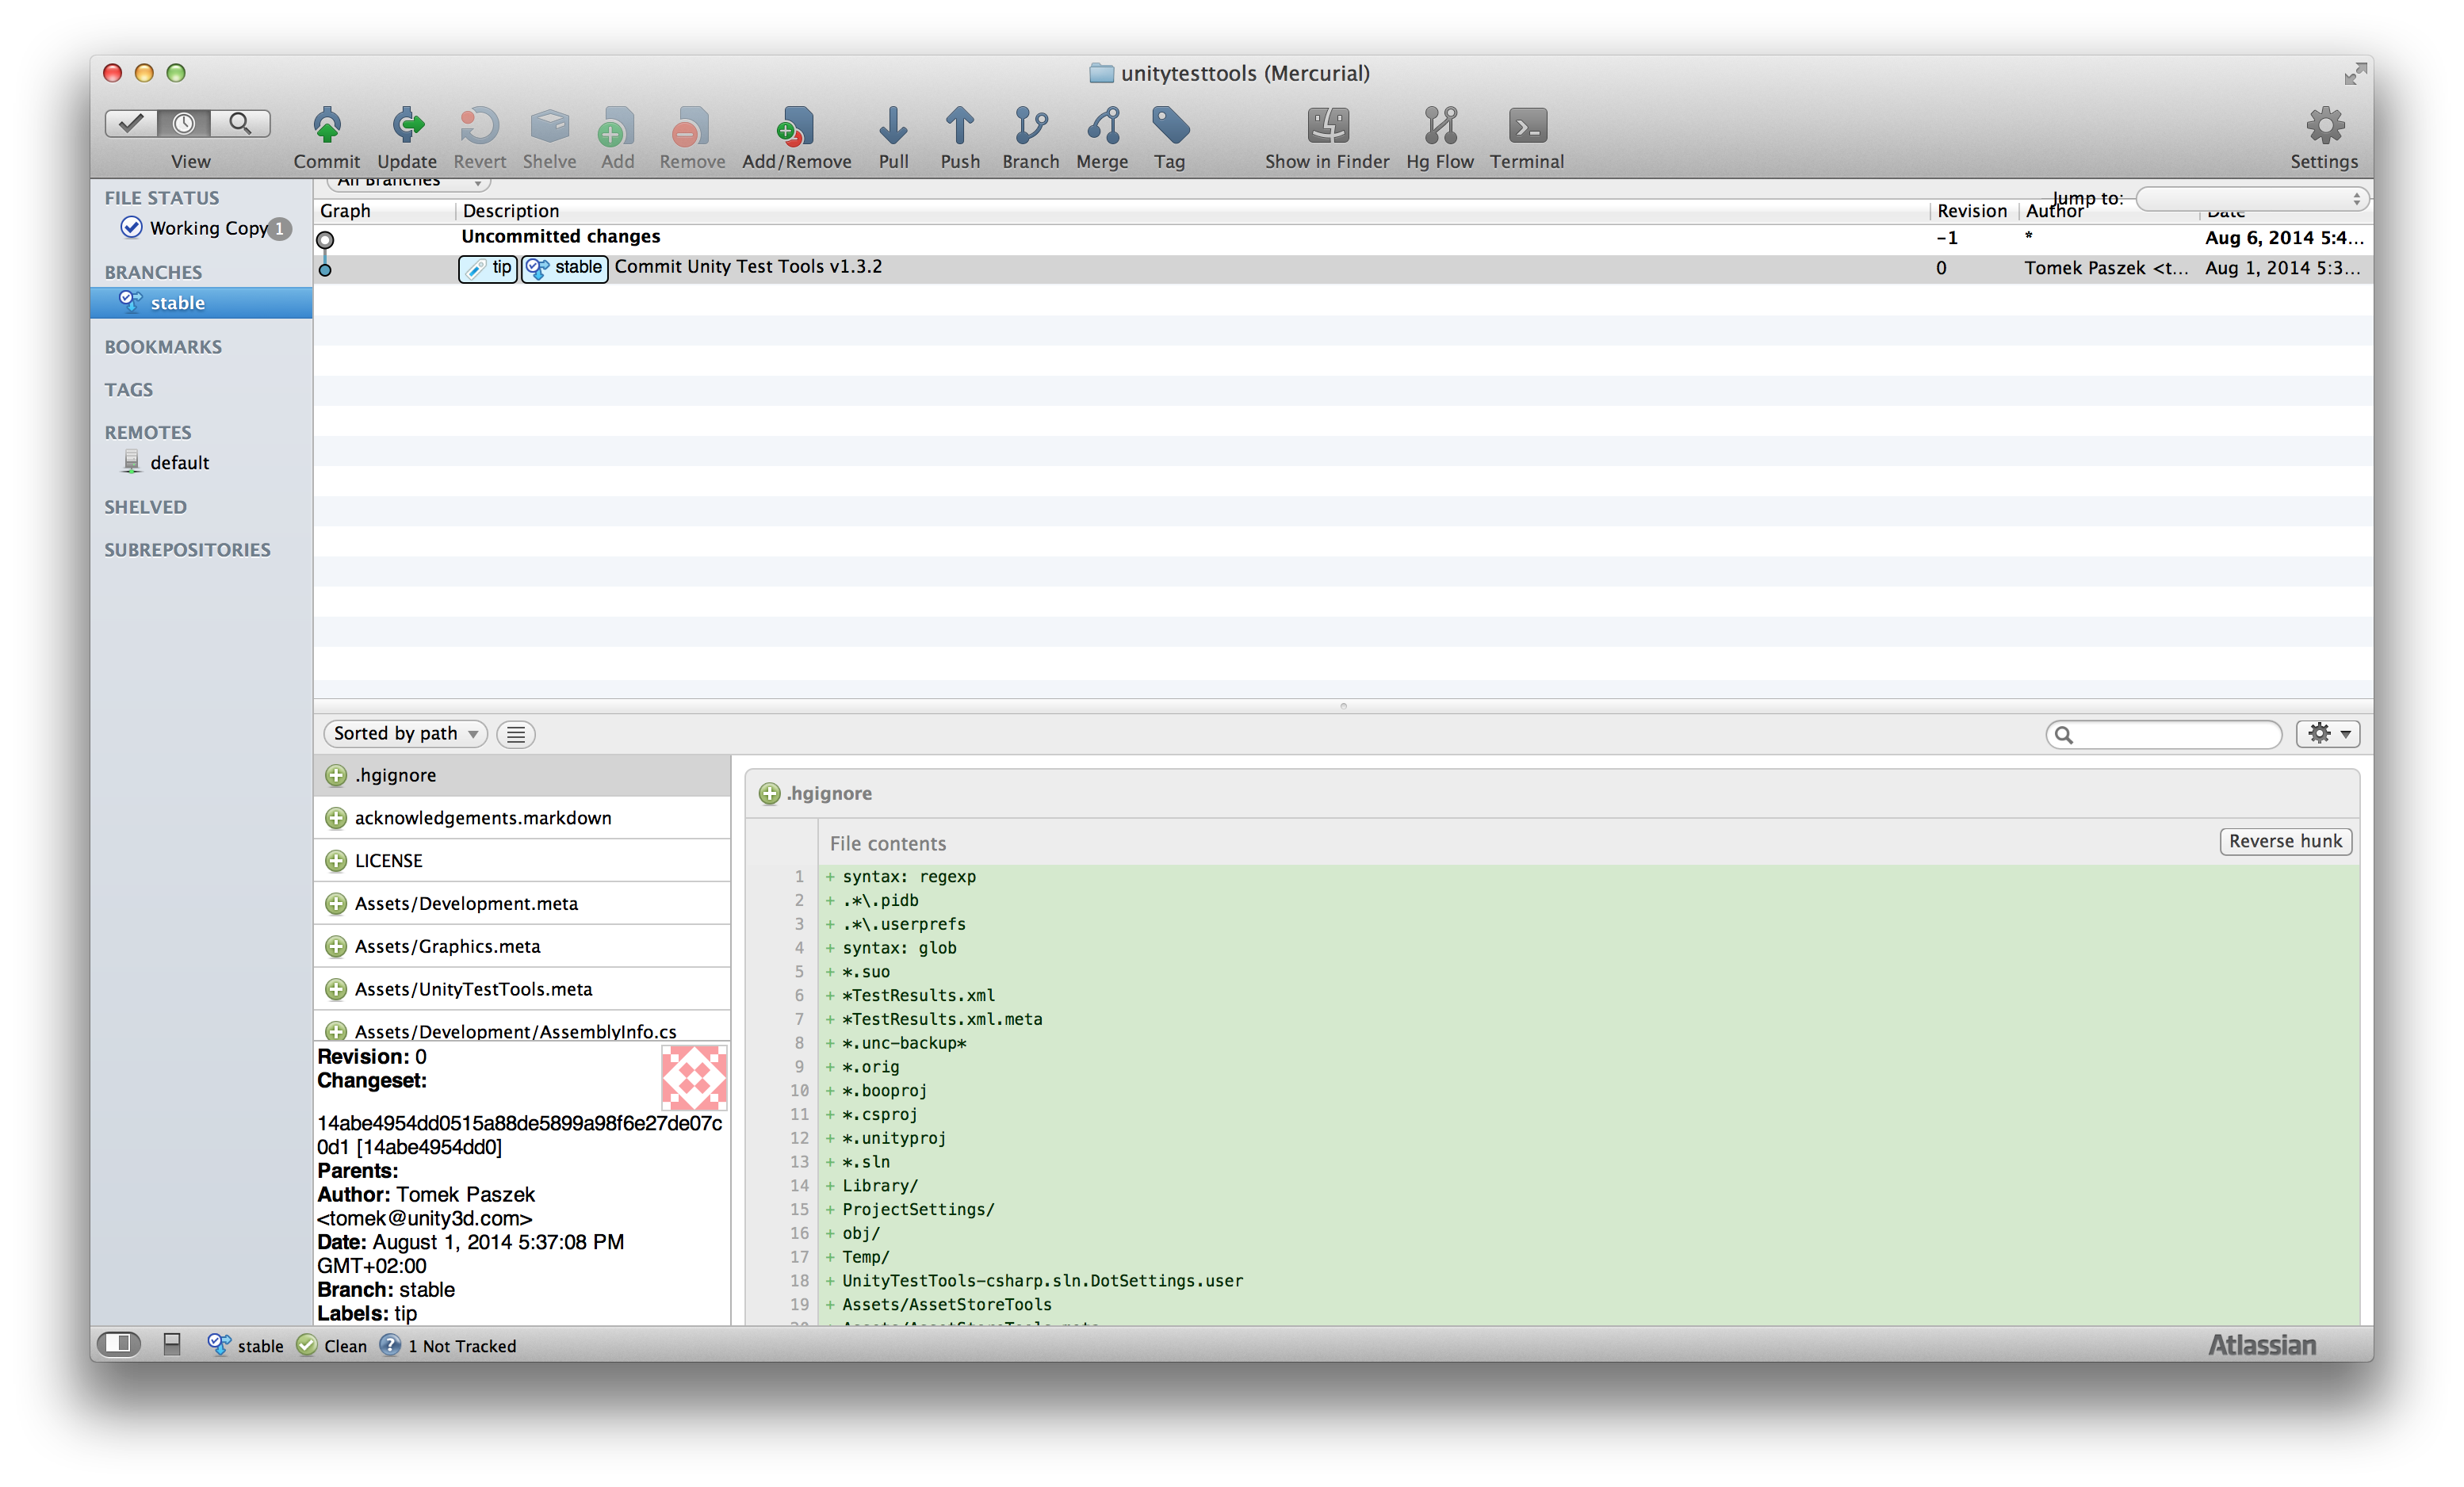 unitytesttools (Mercurial)
View Commit Update Revert Shelve Add Remove Add/Remove Pull Push Branch Merge Tag Show in Finder Hg Flow Terminal Settings
FILE STATUS
Working Copy 1
BRANCHES
stable
BOOKMARKS
TAGS
REMOTES
default
SHELVED
SUBREPOSITORIES
All Branches
Jump to:
Graph Description Revision Author Date
Uncommitted changes -1 * Aug 6, 2014 5:4...
tip stable Commit Unity Test Tools v1.3.2 0 Tomek Paszek <t... Aug 1, 2014 5:3...
Sorted by path
.hgignore
acknowledgements.markdown
LICENSE
Assets/Development.meta
Assets/Graphics.meta
Assets/UnityTestTools.meta
Assets/Development/AssemblyInfo.cs
Revision: 0
Changeset:
14abe4954dd0515a88de5899a98f6e27de07c
0d1 [14abe4954dd0]
Parents:
Author: Tomek Paszek
<tomek@unity3d.com>
Date: August 1, 2014 5:37:08 PM
GMT+02:00
Branch: stable
Labels: tip
.hgignore
File contents
Reverse hunk
1 + syntax: regexp
2 + .*\.pidb
3 + .*\.userprefs
4 + syntax: glob
5 + *.suo
6 + *TestResults.xml
7 + *TestResults.xml.meta
8 + *.unc-backup*
9 + *.orig
10 + *.booproj
11 + *.csproj
12 + *.unityproj
13 + *.sln
14 + Library/
15 + ProjectSettings/
16 + obj/
17 + Temp/
18 + UnityTestTools-csharp.sln.DotSettings.user
19 + Assets/AssetStoreTools
20 + Assets/AssetStoreTools.meta
stable Clean 1 Not Tracked
Atlassian